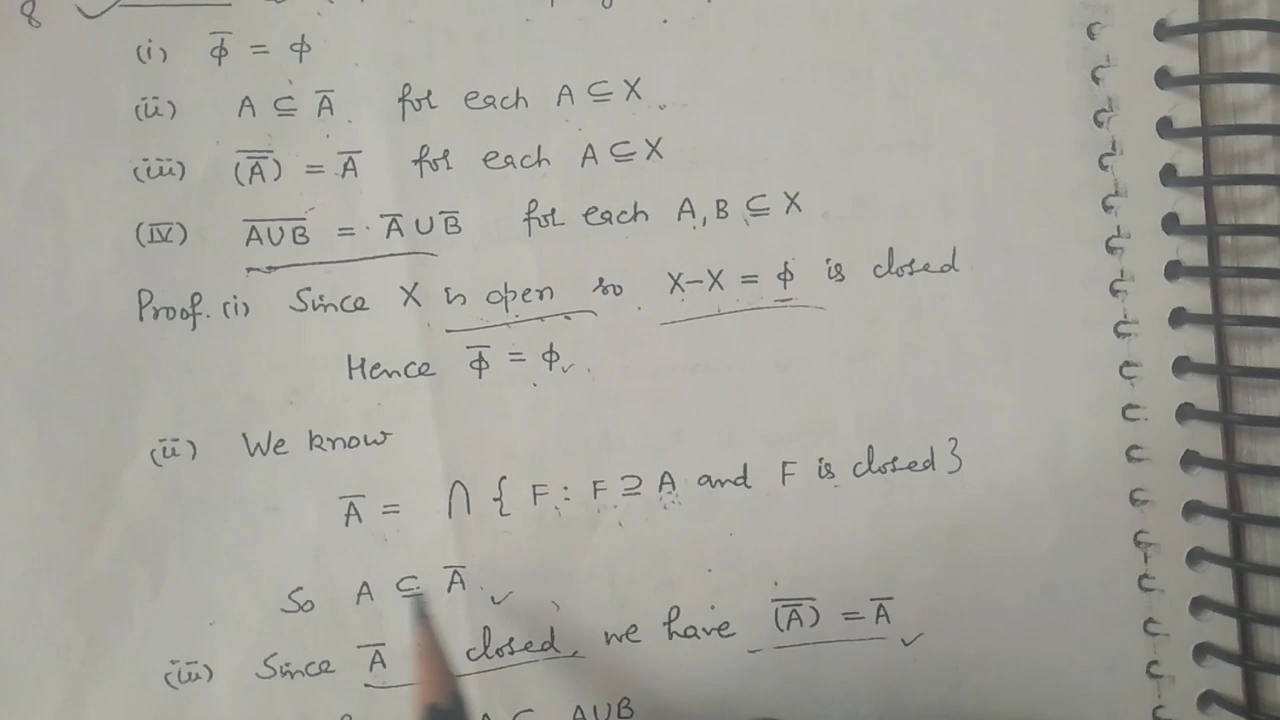 8
(i) ϕ̅ = ϕ
(ii) A ⊆ A̅ for each A ⊆ X.
(iii) (A̅)̅ = A̅ for each A ⊆ X
(IV) A̅∪̅B̅ = A̅ ∪ B̅ for each A, B ⊆ X
Proof. (i) Since X is open so X-X = ϕ is closed
Hence ϕ̅ = ϕ.
(ii) We know
A̅ = ∩ { F : F ⊇ A and F is closed }
So A ⊆ A̅.
(iii) Since A̅ closed, we have (A̅)̅ = A̅
A ⊆ A∪B